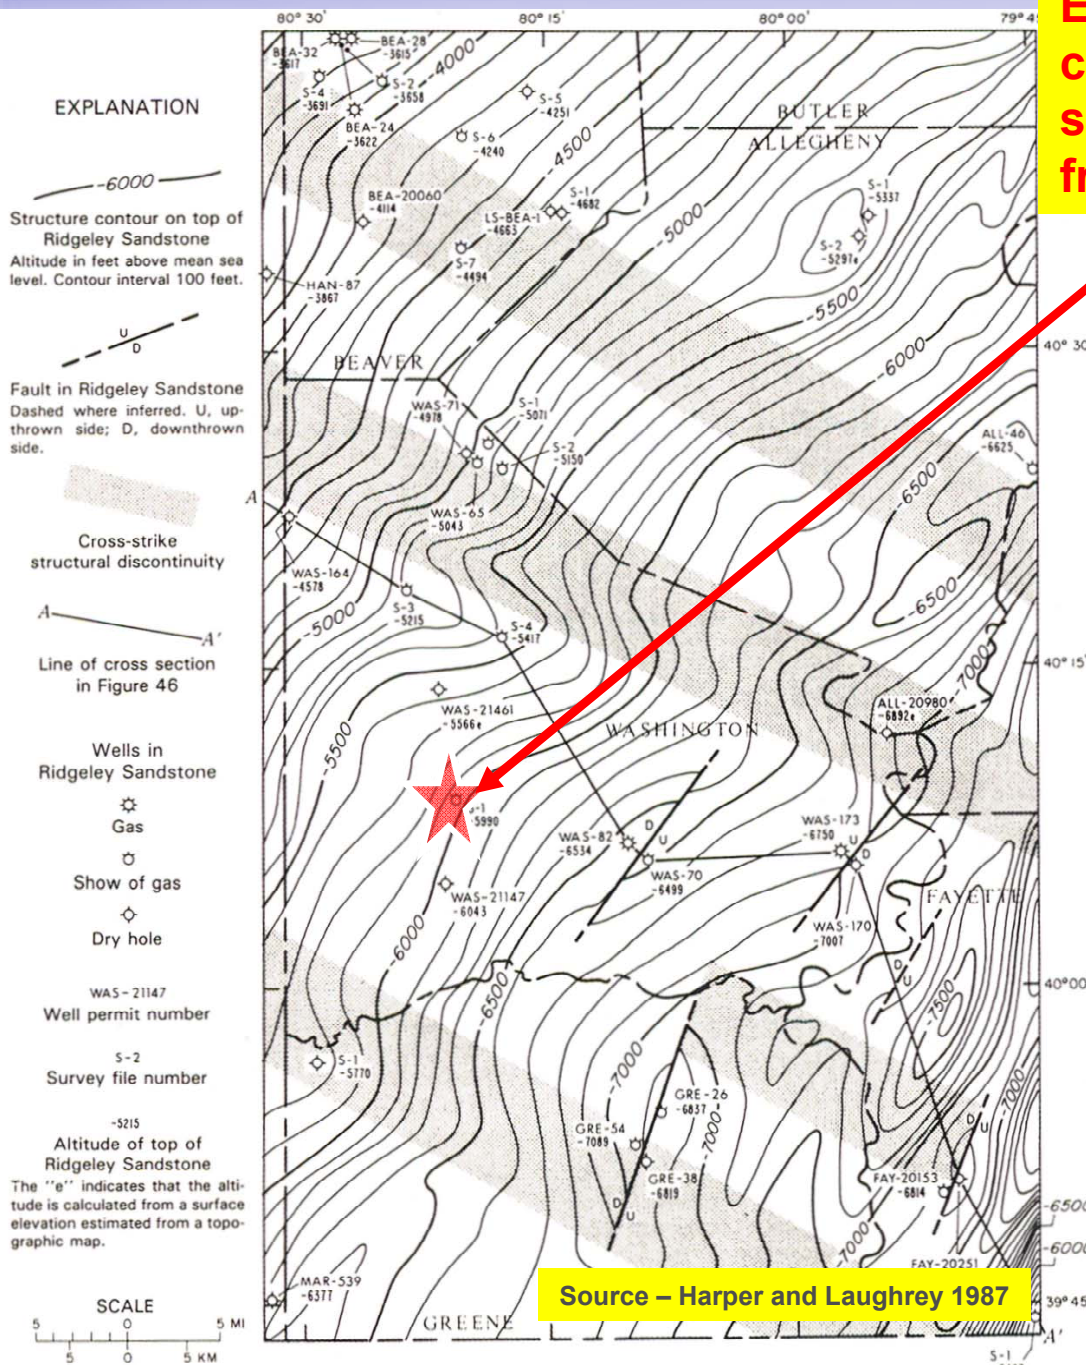 80° 30'
80° 15'
80° 00'
79° 4
E
c
s
fr
EXPLANATION
-6000
Structure contour on top of
Ridgeley Sandstone
Altitude in feet above mean sea
level. Contour interval 100 feet.
U
D
Fault in Ridgeley Sandstone
Dashed where inferred. U, up-
thrown side; D, downthrown
side.
Cross-strike
structural discontinuity
A
A'
Line of cross section
in Figure 46
Wells in
Ridgeley Sandstone
Gas
Show of gas
Dry hole
WAS-21147
Well permit number
S-2
Survey file number
-5215
Altitude of top of
Ridgeley Sandstone
The "e" indicates that the alti-
tude is calculated from a surface
elevation estimated from a topo-
graphic map.
SCALE
5 0 5 MI
5 0 5 KM
BEA-32
-3617
BEA-28
-3615
-4000
S-4
-3691
S-2
-3658
S-5
-4251
BEA-24
-3622
S-6
-4240
-4500
BUTLER
ALLEGHENY
BEA-20060
-4114
LS-BEA-1
-4663
S-1
-4682
S-1
-5337
S-2
-5297e
S-7
-4494
-5000
HAN-87
-3867
-5500
BEAVER
-6000
40° 30
WAS-71
-4978
S-1
-5071
S-2
-5150
ALL-46
-6625
-6500
A
WAS-65
-5043
WAS-164
-4578
S-3
-5215
-5000
S-4
-5417
-6500
40° 15'
-7000
WAS-21461
-5566e
ALL-20980
-6892e
WASHINGTON
-5500
S-1
-5990
WAS-82
-6534
D
U
WAS-70
-6499
WAS-173
-6750
U
D
WAS-21147
-6043
FAYETTE
WAS-170
-7007
-6000
D
U
40° 00'
-6500
-7500
S-1
-5770
-7000
GRE-26
-6837
-7000
-7000
D
U
GRE-54
-7089
GRE-38
-6819
FAY-20153
-6814
D
U
-7000
-6500
-6000
FAY-20251
MAR-539
-6377
GREENE
Source – Harper and Laughrey 1987
39° 45
A'
S-1